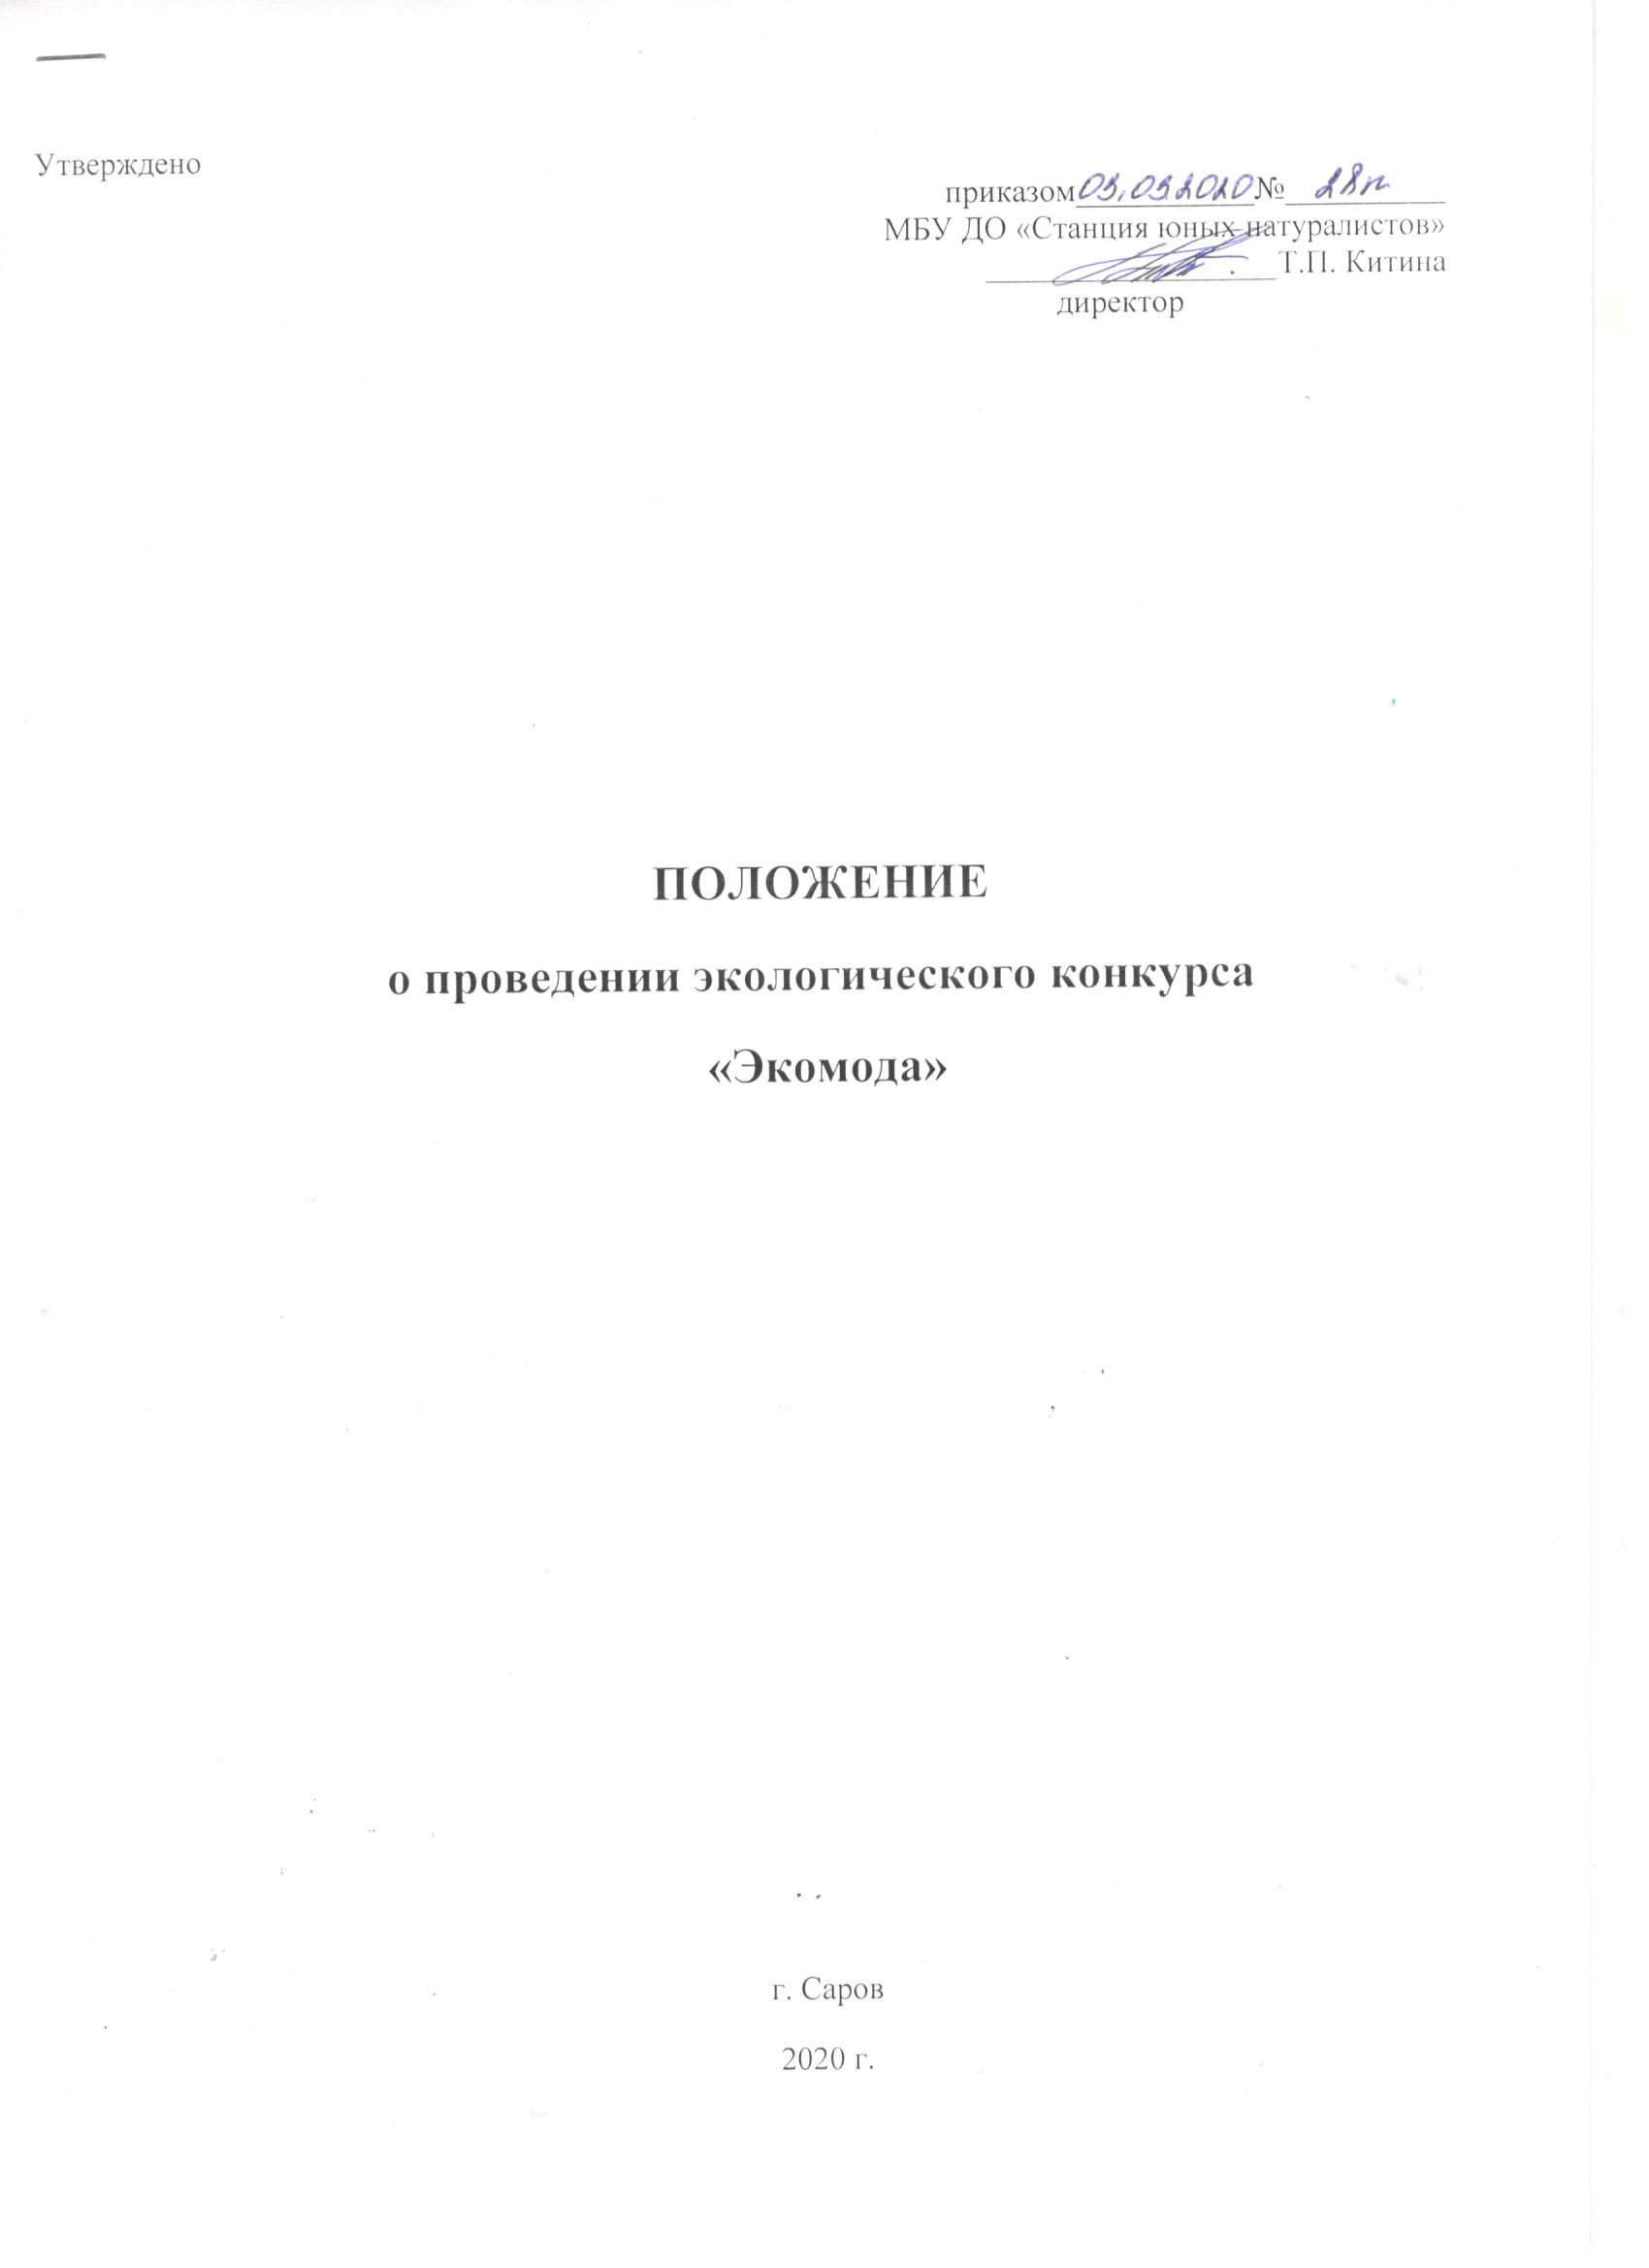 Утверждено
приказом 03.03.2020 № 28п
МБУ ДО «Станция юных натуралистов»
Т.П. Китина
директор
ПОЛОЖЕНИЕ
о проведении экологического конкурса
«Экомода»
г. Саров
2020 г.